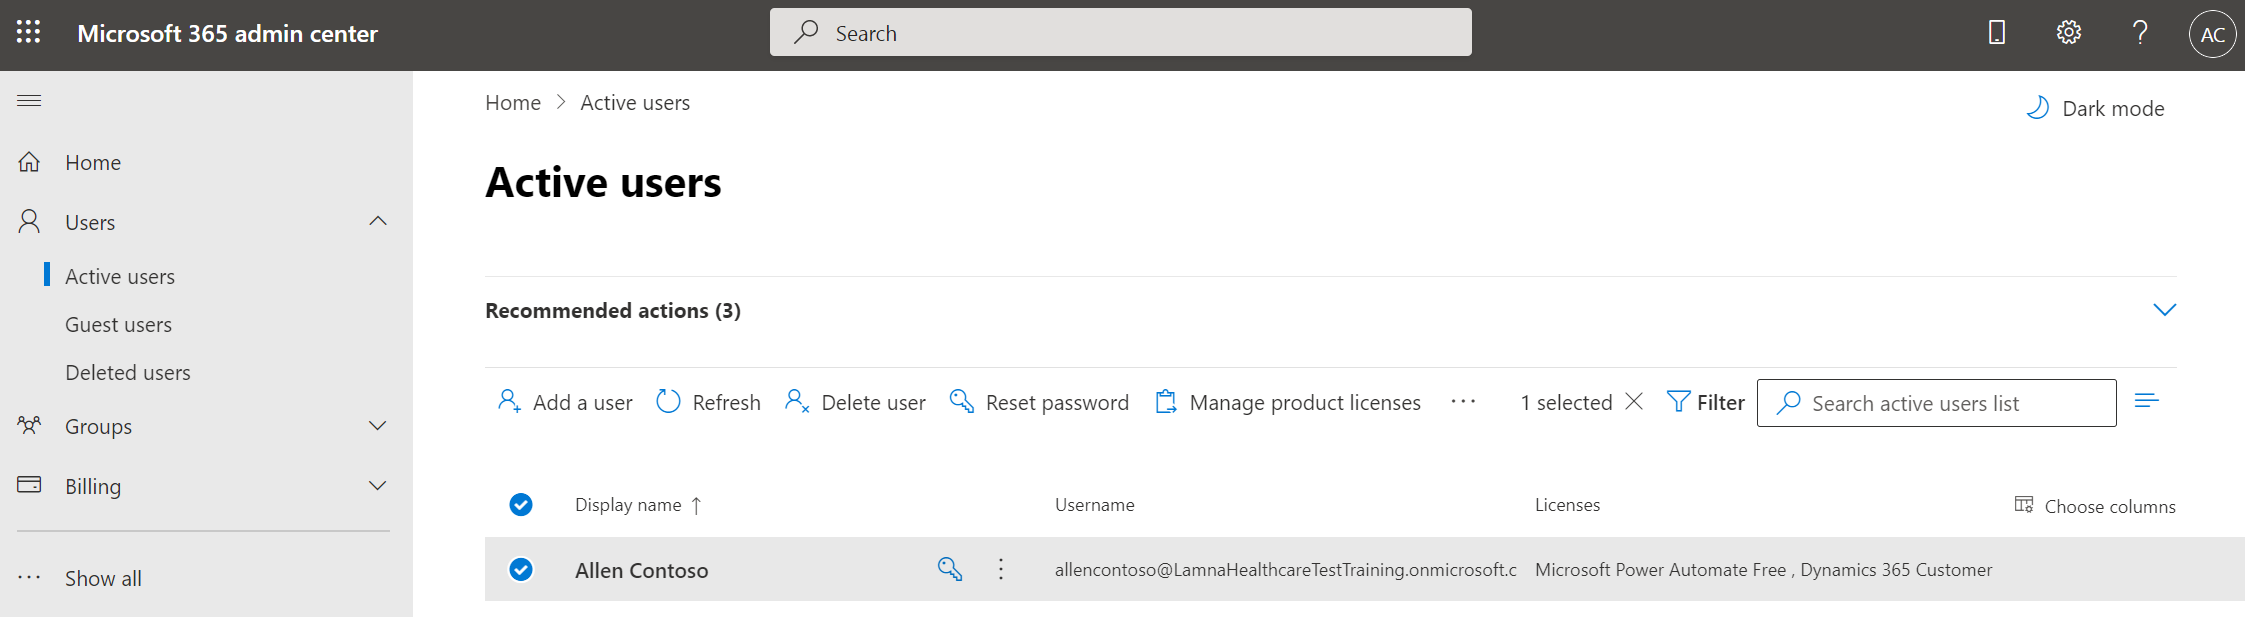 Microsoft 365 admin center
Search
AC
Home
Users
Active users
Guest users
Deleted users
Groups
Billing
Show all
Home > Active users
Dark mode
Active users
Recommended actions (3)
Add a user Refresh Delete user Reset password Manage product licenses ··· 1 selected Filter Search active users list
Display name ↑ Username Licenses Choose columns
Allen Contoso allencontoso@LamnaHealthcareTestTraining.onmicrosoft.c Microsoft Power Automate Free , Dynamics 365 Customer